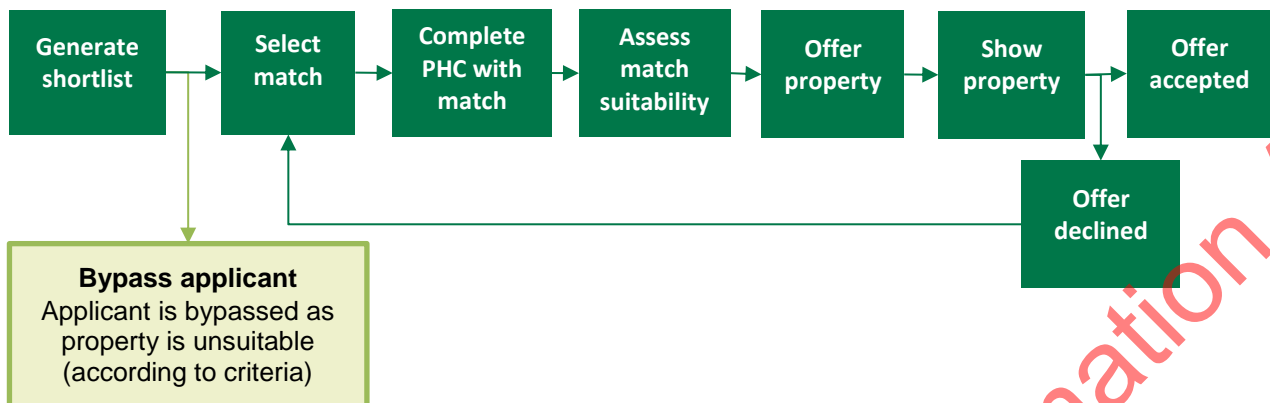 Generate
shortlist
Select
match
Complete
PHC with
match
Assess
match
suitability
Offer
property
Show
property
Offer
accepted
Offer
declined
Bypass applicant
Applicant is bypassed as
property is unsuitable
(according to criteria)